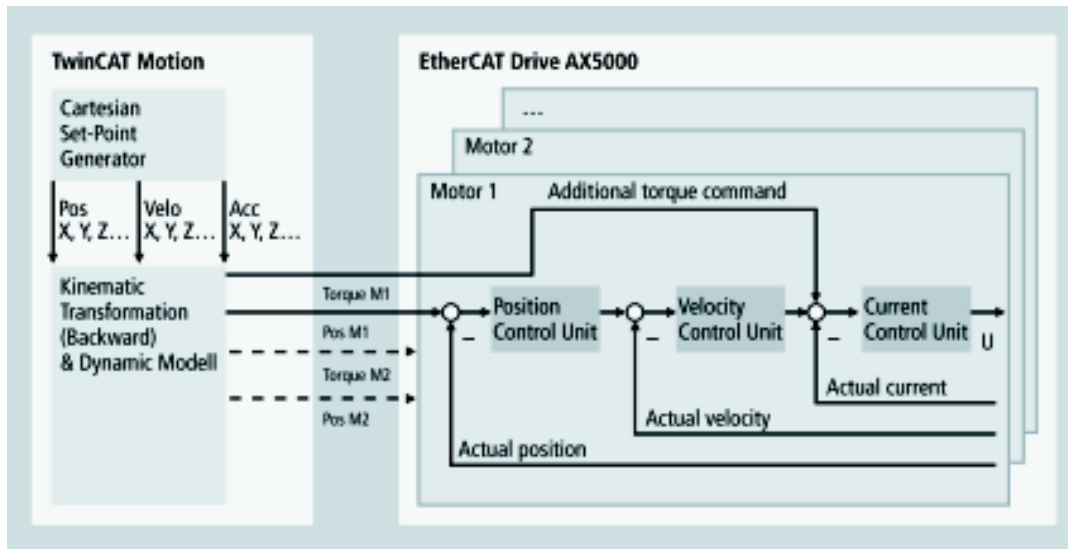 TwinCAT Motion
Cartesian
Set-Point
Generator
Pos
X, Y, Z...
Velo
X, Y, Z...
Acc
X, Y, Z...
Kinematic
Transformation
(Backward)
& Dynamic Modell
Torque M1
Pos M1
Torque M2
Pos M2
EtherCAT Drive AX5000
---
Motor 2
Motor 1
Additional torque command
–
Position
Control Unit
–
Velocity
Control Unit
–
Current
Control Unit
U
Actual current
Actual velocity
Actual position